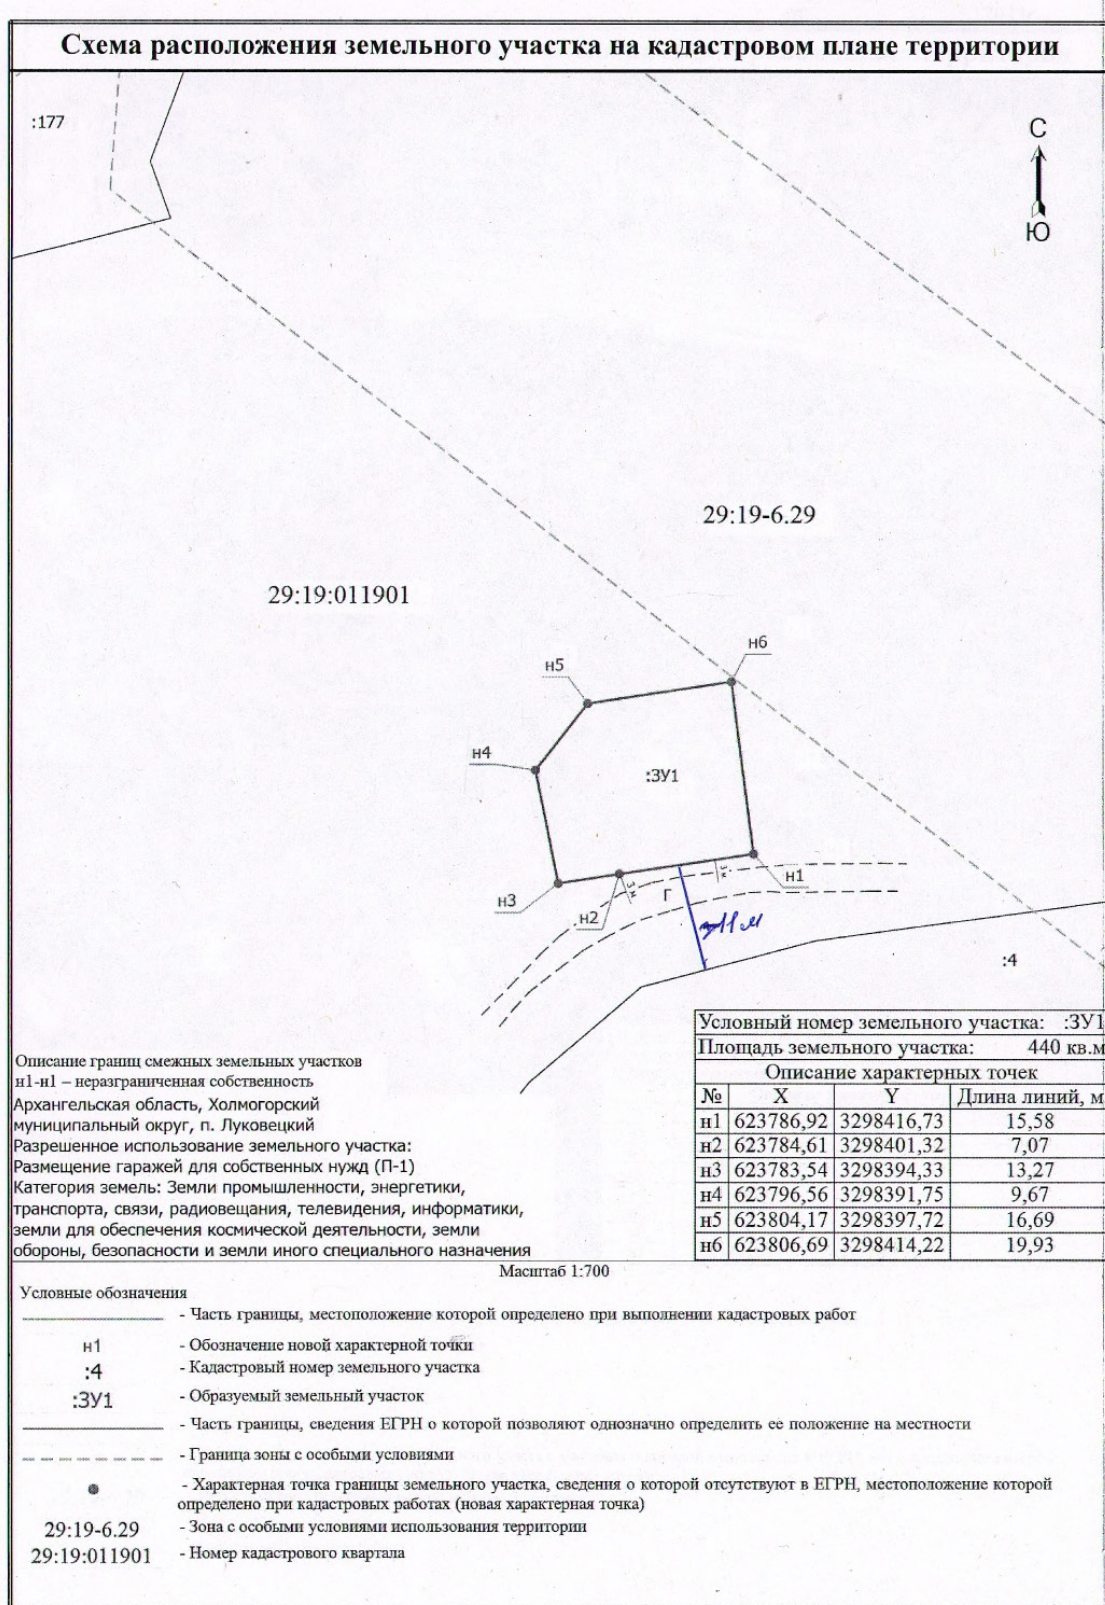 Схема расположения земельного участка на кадастровом плане территории
:177
С
Ю
29:19-6.29
29:19:011901
н6
н5
н4
:ЗУ1
н1
н3
н2
3 м
Г
3 м
11 м
:4
Условный номер земельного участка: :ЗУ1
Площадь земельного участка: 440 кв.м
Описание характерных точек
№ X Y Длина линий, м
н1 623786,92 3298416,73 15,58
н2 623784,61 3298401,32 7,07
н3 623783,54 3298394,33 13,27
н4 623796,56 3298391,75 9,67
н5 623804,17 3298397,72 16,69
н6 623806,69 3298414,22 19,93
Описание границ смежных земельных участков
н1-н1 – неразграниченная собственность
Архангельская область, Холмогорский
муниципальный округ, п. Луковецкий
Разрешенное использование земельного участка:
Размещение гаражей для собственных нужд (П-1)
Категория земель: Земли промышленности, энергетики,
транспорта, связи, радиовещания, телевидения, информатики,
земли для обеспечения космической деятельности, земли
обороны, безопасности и земли иного специального назначения
Масштаб 1:700
Условные обозначения
- Часть границы, местоположение которой определено при выполнении кадастровых работ
н1 - Обозначение новой характерной точки
:4 - Кадастровый номер земельного участка
:ЗУ1 - Образуемый земельный участок
- Часть границы, сведения ЕГРН о которой позволяют однозначно определить ее положение на местности
- Граница зоны с особыми условиями
- Характерная точка границы земельного участка, сведения о которой отсутствуют в ЕГРН, местоположение которой
определено при кадастровых работах (новая характерная точка)
29:19-6.29 - Зона с особыми условиями использования территории
29:19:011901 - Номер кадастрового квартала